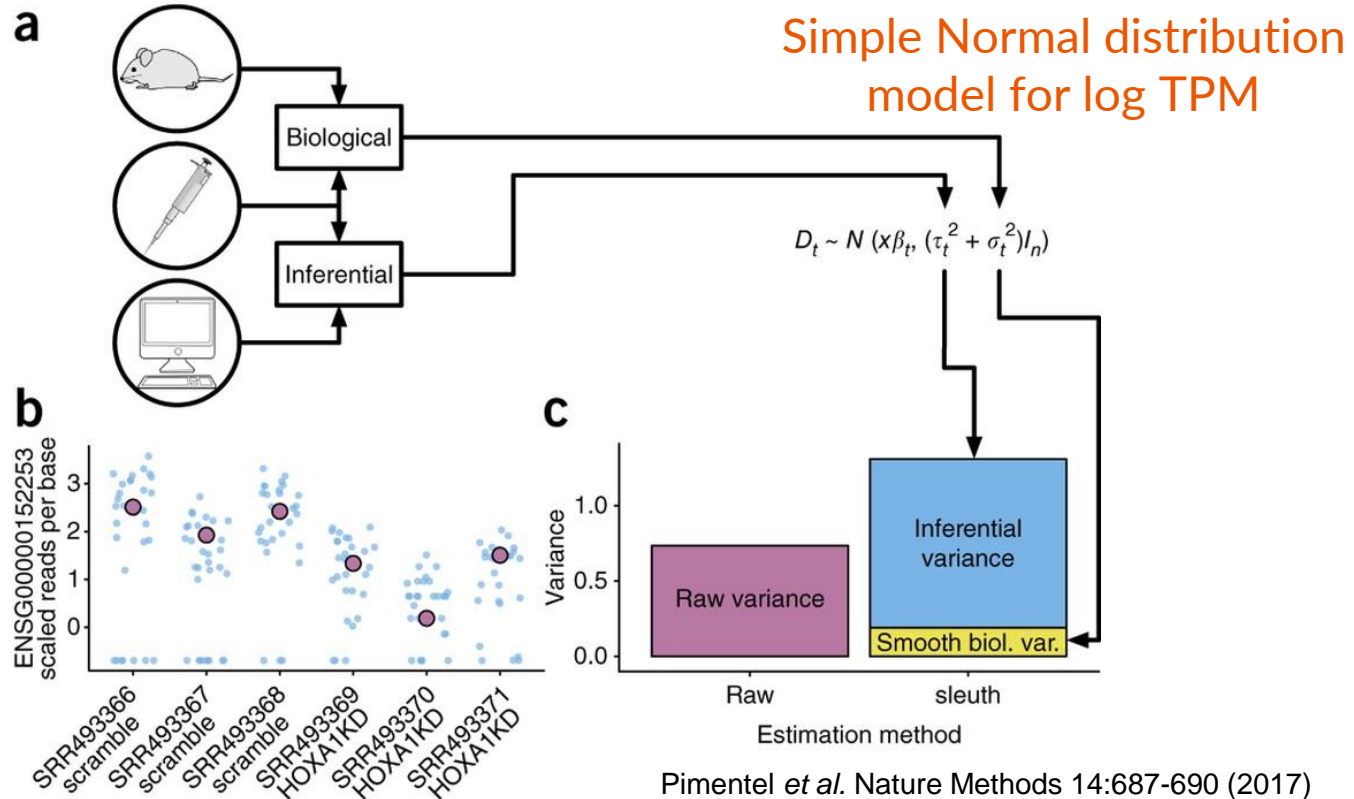 a
Simple Normal distribution
model for log TPM
Biological
Inferential
D_t ~ N (xβ_t, (τ_t^2 + σ_t^2)I_n)
b
ENSG00000152253
scaled reads per base
3
2
1
0
SRR493366
scramble
SRR493367
scramble
SRR493368
scramble
SRR493369
HOXA1KD
SRR493370
HOXA1KD
SRR493371
HOXA1KD
c
Variance
1.0
0.5
0.0
Raw variance
Inferential
variance
Smooth biol. var.
Raw
sleuth
Estimation method
Pimentel et al. Nature Methods 14:687-690 (2017)